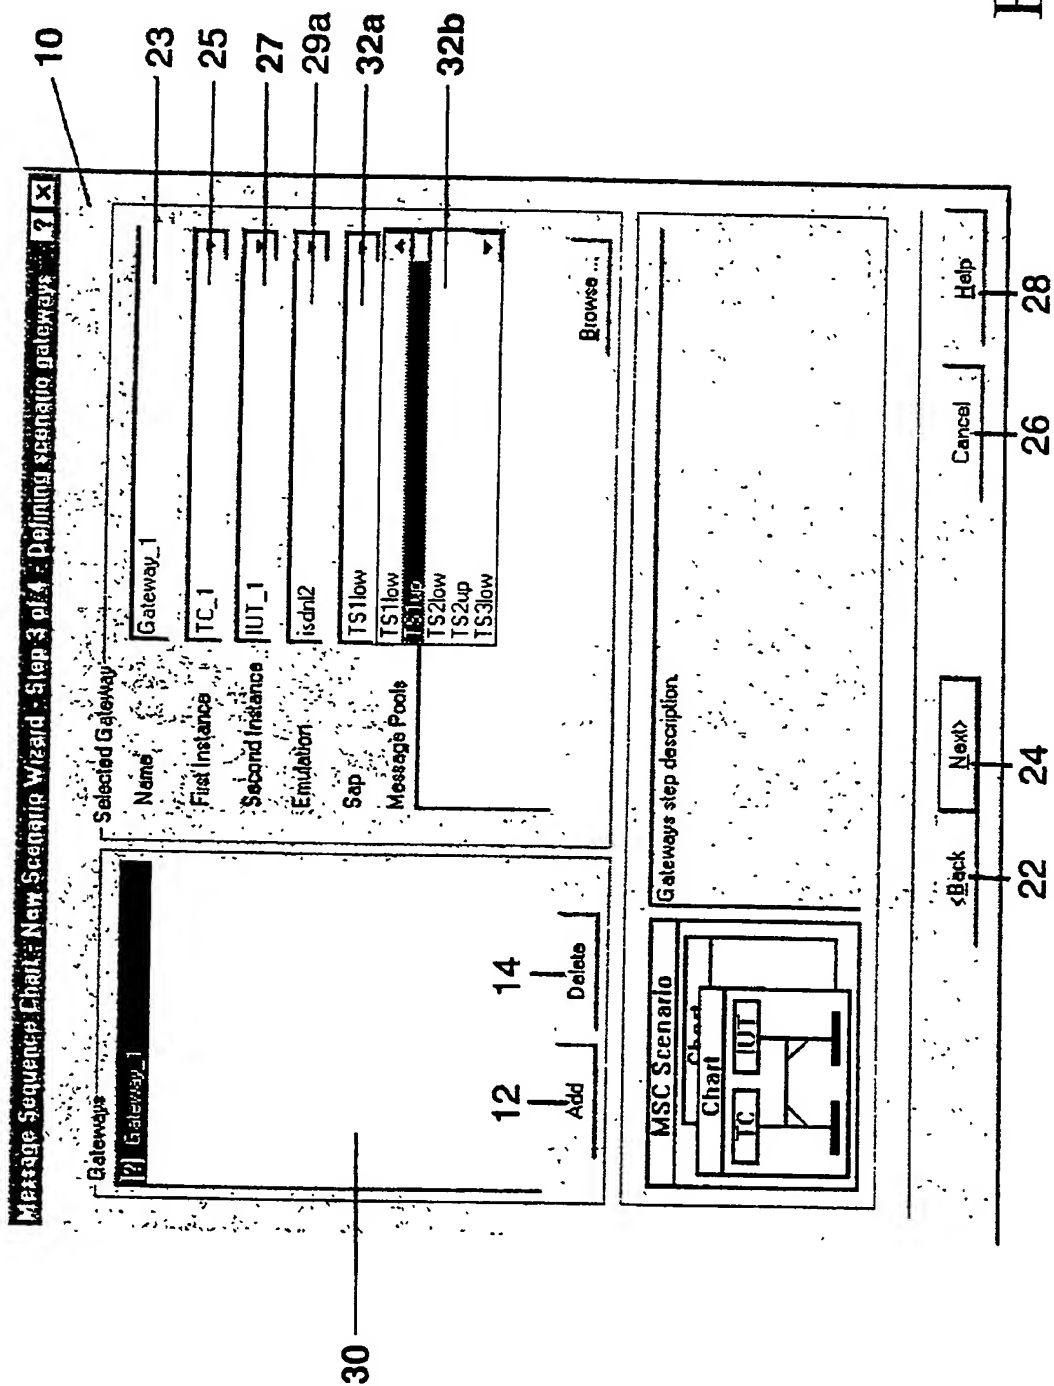 Message Sequence Chart - New Scenario Wizard - Step 3 of 4 - Defining scenario gateways ? X
10
Gateways
[?] Gateway_1
30
12
Add
14
Delete
Selected Gateway
Name
Gateway_1
23
First Instance
TC_1
25
Second Instance
IUT_1
27
Emulation
isdnl2
29a
Sap
TS1low
32a
Message Pools
TS1low
TS1up
TS2low
TS2up
TS3low
32b
Browse ...
MSC Scenario
Chart
Chart
TC
IUT
Gateways step description.
<Back
Next>
Cancel
Help
22
24
26
28